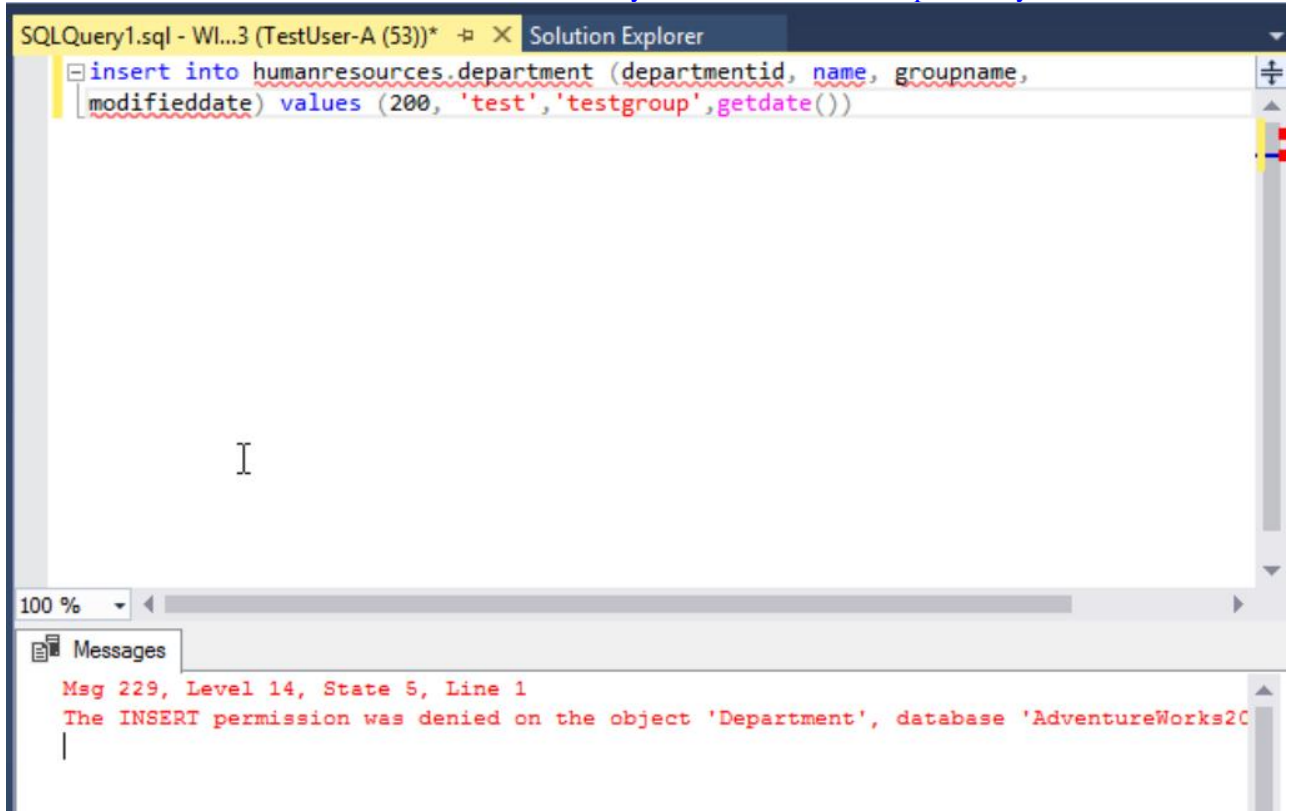 SQLQuery1.sql - WI...3 (TestUser-A (53))* Solution Explorer
insert into humanresources.department (departmentid, name, groupname,
modifieddate) values (200, 'test','testgroup',getdate())
100 %
Messages
Msg 229, Level 14, State 5, Line 1
The INSERT permission was denied on the object 'Department', database 'AdventureWorks20